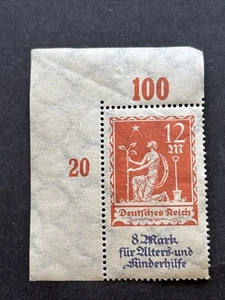 100
20
12
M
Deutsches Reich
8 Mark
für Alters-und
Kinderhilfe